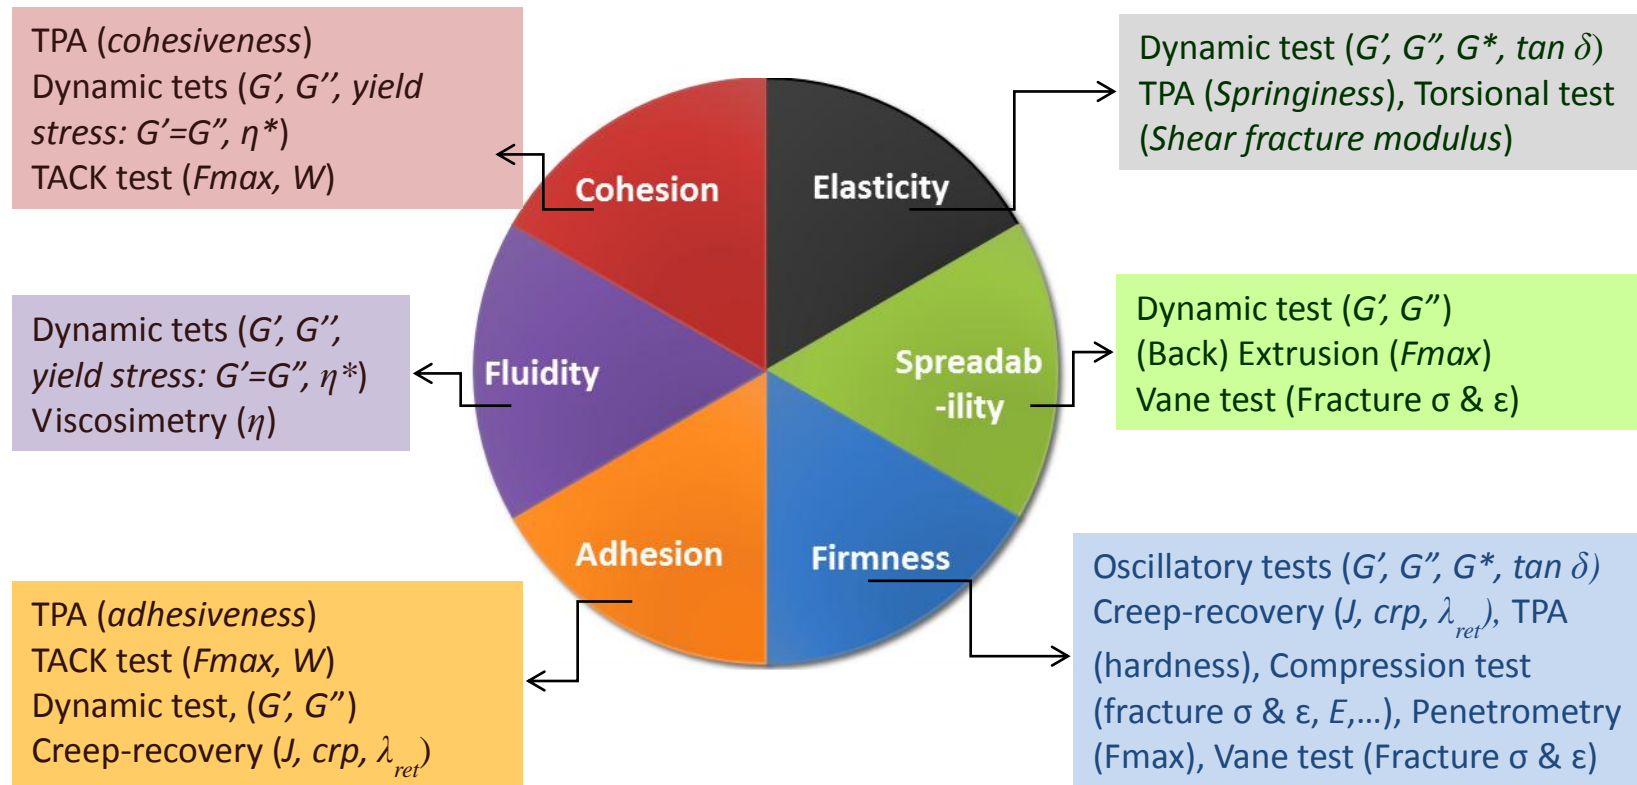 TPA (cohesiveness)
Dynamic tets (G’, G’’, yield
stress: G’=G”, η*)
TACK test (Fmax, W)
Dynamic test (G’, G”, G*, tan δ)
TPA (Springiness), Torsional test
(Shear fracture modulus)
Cohesion
Elasticity
Dynamic tets (G’, G’’,
yield stress: G’=G”, η*)
Viscosimetry (η)
Fluidity
Spreadab
-ility
Dynamic test (G’, G”)
(Back) Extrusion (Fmax)
Vane test (Fracture σ & ε)
Adhesion
Firmness
TPA (adhesiveness)
TACK test (Fmax, W)
Dynamic test, (G’, G”)
Creep-recovery (J, crp, λret)
Oscillatory tests (G’, G”, G*, tan δ)
Creep-recovery (J, crp, λret), TPA
(hardness), Compression test
(fracture σ & ε, E,…), Penetrometry
(Fmax), Vane test (Fracture σ & ε)